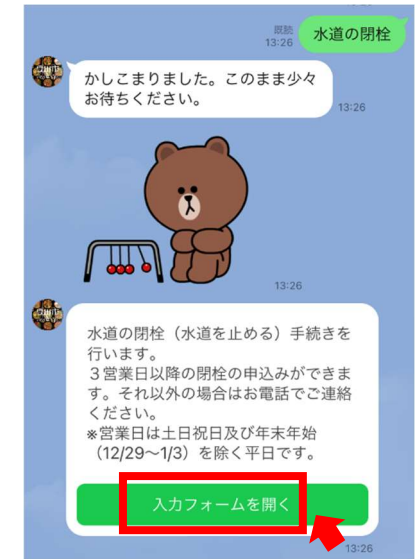 既読
13:26
水道の閉栓
かしこまりました。このまま少々
お待ちください。
13:26
13:26
水道の閉栓（水道を止める）手続きを
行います。
３営業日以降の閉栓の申込みができま
す。それ以外の場合はお電話でご連絡
ください。
※営業日は土日祝日及び年末年始
（12/29～1/3）を除く平日です。
入力フォームを開く
13:26